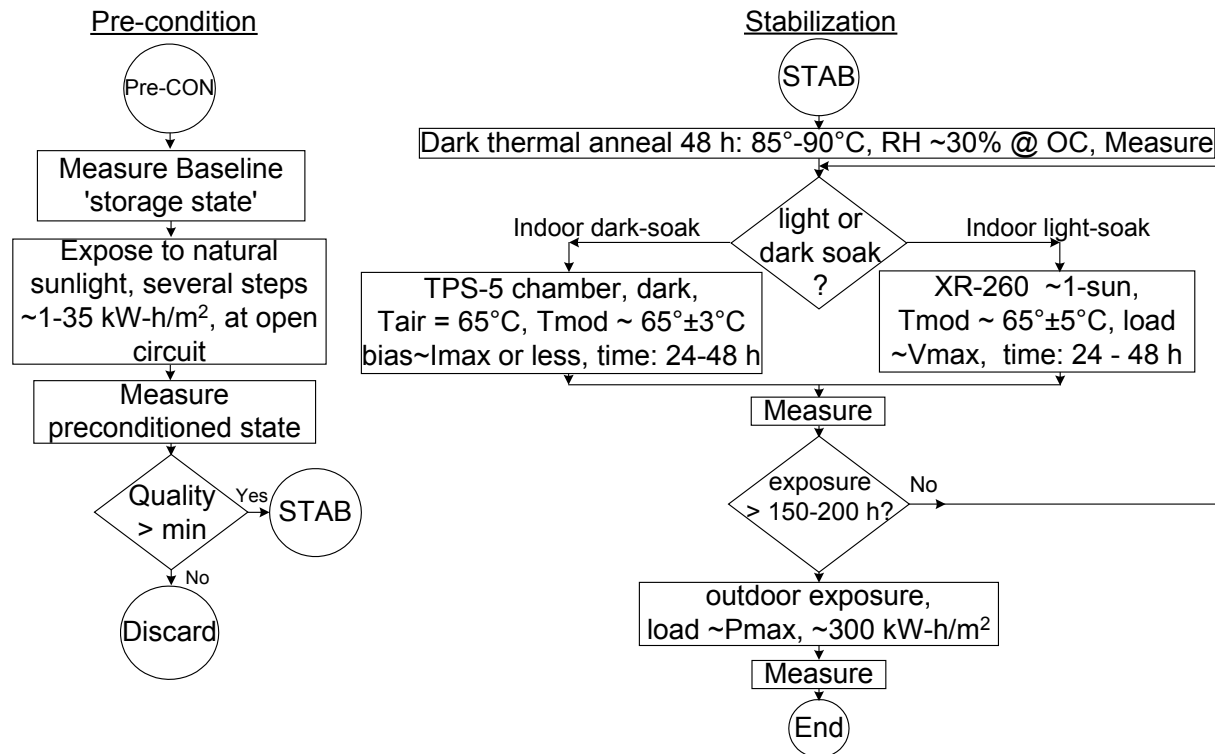 Pre-condition
Pre-CON
Measure Baseline
'storage state'
Expose to natural
sunlight, several steps
~1-35 kW-h/m², at open
circuit
Measure
preconditioned state
Quality
> min
Yes
STAB
No
Discard
Stabilization
STAB
Dark thermal anneal 48 h: 85°-90°C, RH ~30% @ OC, Measure
light or
dark soak
?
Indoor dark-soak
Indoor light-soak
TPS-5 chamber, dark,
Tair = 65°C, Tmod ~ 65°±3°C
bias~Imax or less, time: 24-48 h
XR-260 ~1-sun,
Tmod ~ 65°±5°C, load
~Vmax, time: 24 - 48 h
Measure
exposure
> 150-200 h?
No
outdoor exposure,
load ~Pmax, ~300 kW-h/m²
Measure
End